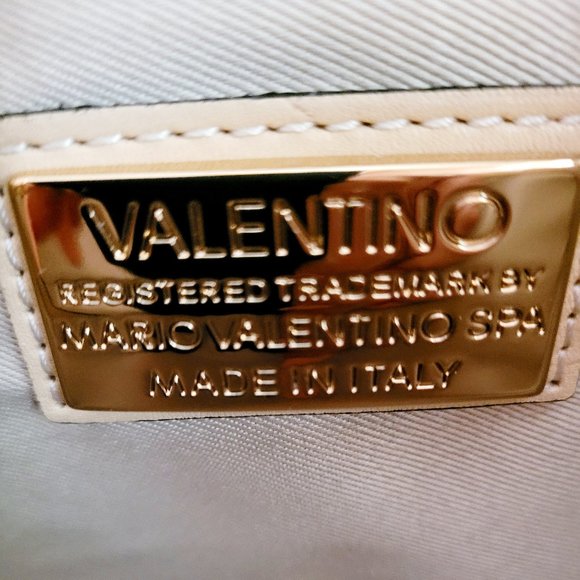 VALENTINO
REGISTERED TRADEMARK BY
MARIO VALENTINO SPA
MADE IN ITALY